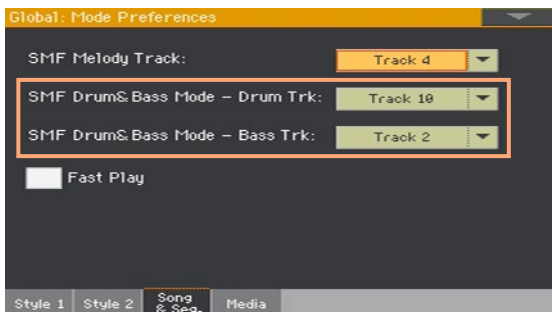 Global: Mode Preferences
SMF Melody Track: Track 4
SMF Drum&Bass Mode - Drum Trk: Track 10
SMF Drum&Bass Mode - Bass Trk: Track 2
Fast Play
Style 1 Style 2 Song & Seq. Media